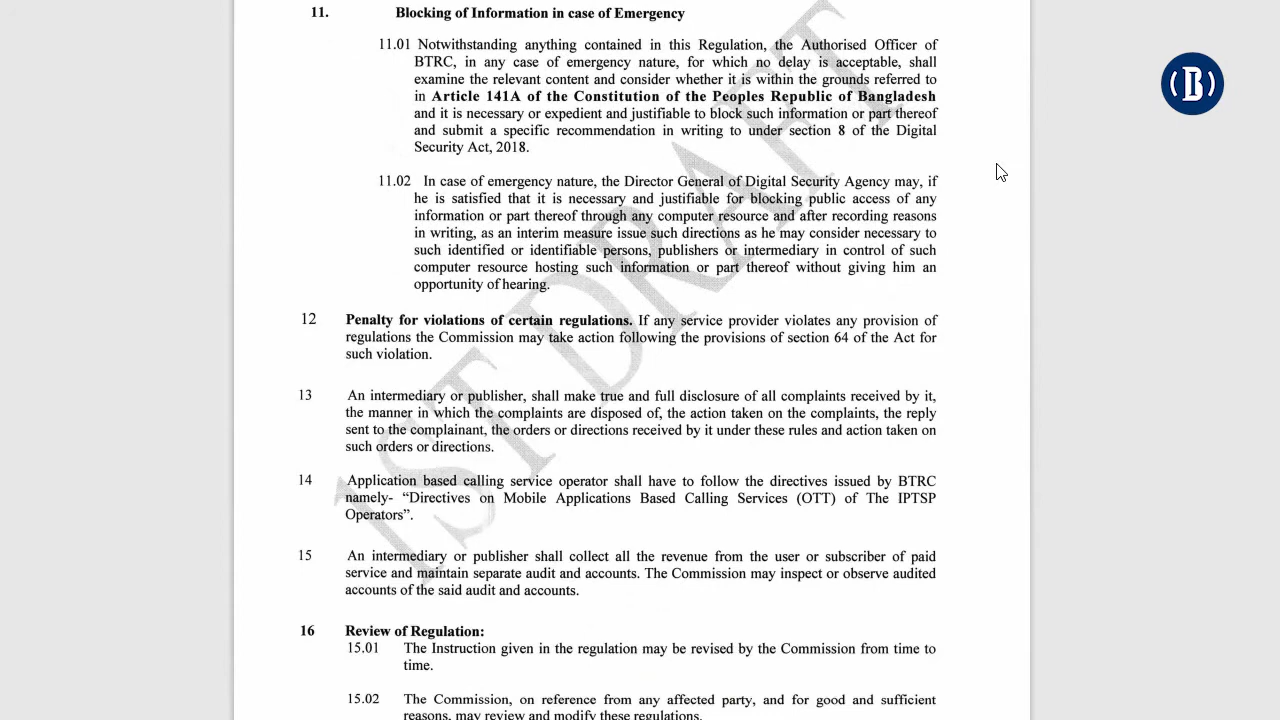 11. Blocking of Information in case of Emergency
11.01 Notwithstanding anything contained in this Regulation, the Authorised Officer of
BTRC, in any case of emergency nature, for which no delay is acceptable, shall
examine the relevant content and consider whether it is within the grounds referred to
in Article 141A of the Constitution of the Peoples Republic of Bangladesh
and it is necessary or expedient and justifiable to block such information or part thereof
and submit a specific recommendation in writing to under section 8 of the Digital
Security Act, 2018.
11.02 In case of emergency nature, the Director General of Digital Security Agency may, if
he is satisfied that it is necessary and justifiable for blocking public access of any
information or part thereof through any computer resource and after recording reasons
in writing, as an interim measure issue such directions as he may consider necessary to
such identified or identifiable persons, publishers or intermediary in control of such
computer resource hosting such information or part thereof without giving him an
opportunity of hearing.
12 Penalty for violations of certain regulations. If any service provider violates any provision of
regulations the Commission may take action following the provisions of section 64 of the Act for
such violation.
13 An intermediary or publisher, shall make true and full disclosure of all complaints received by it,
the manner in which the complaints are disposed of, the action taken on the complaints, the reply
sent to the complainant, the orders or directions received by it under these rules and action taken on
such orders or directions.
14 Application based calling service operator shall have to follow the directives issued by BTRC
namely- “Directives on Mobile Applications Based Calling Services (OTT) of The IPTSP
Operators”.
15 An intermediary or publisher shall collect all the revenue from the user or subscriber of paid
service and maintain separate audit and accounts. The Commission may inspect or observe audited
accounts of the said audit and accounts.
16 Review of Regulation:
15.01 The Instruction given in the regulation may be revised by the Commission from time to
time.
15.02 The Commission, on reference from any affected party, and for good and sufficient
reasons, may review and modify these regulations.
1ST DRAFT
B